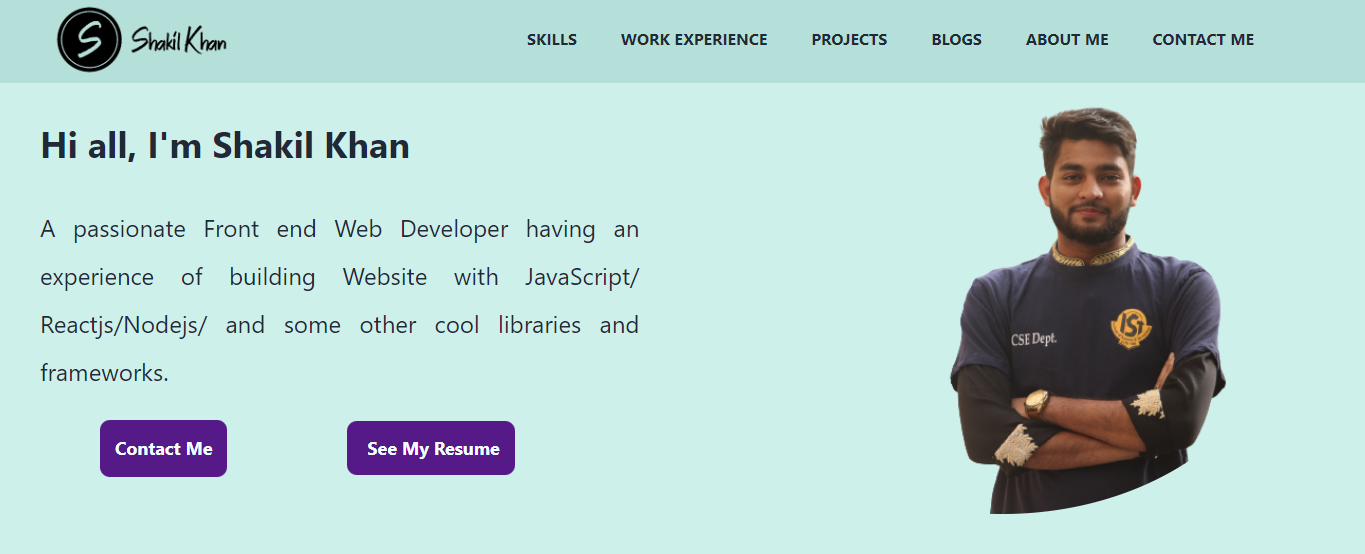 S Shakil Khan
SKILLS WORK EXPERIENCE PROJECTS BLOGS ABOUT ME CONTACT ME
Hi all, I'm Shakil Khan
A passionate Front end Web Developer having an
experience of building Website with JavaScript/
Reactjs/Nodejs/ and some other cool libraries and
frameworks.
Contact Me See My Resume
CSE Dept. IST